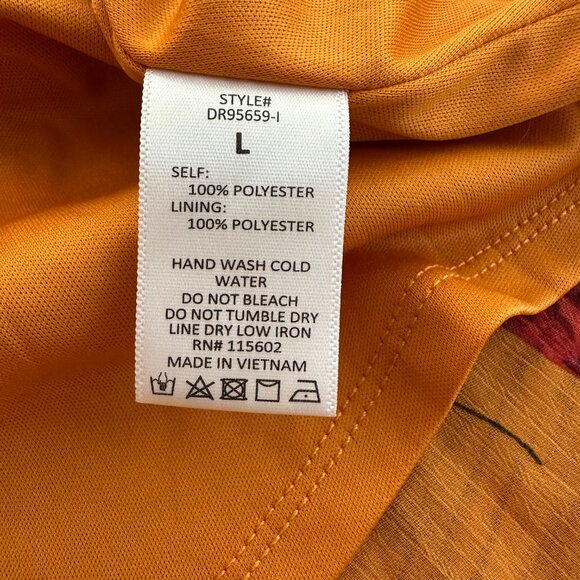 STYLE#
DR95659-I
L
SELF:
100% POLYESTER
LINING:
100% POLYESTER
HAND WASH COLD
WATER
DO NOT BLEACH
DO NOT TUMBLE DRY
LINE DRY LOW IRON
RN# 115602
MADE IN VIETNAM